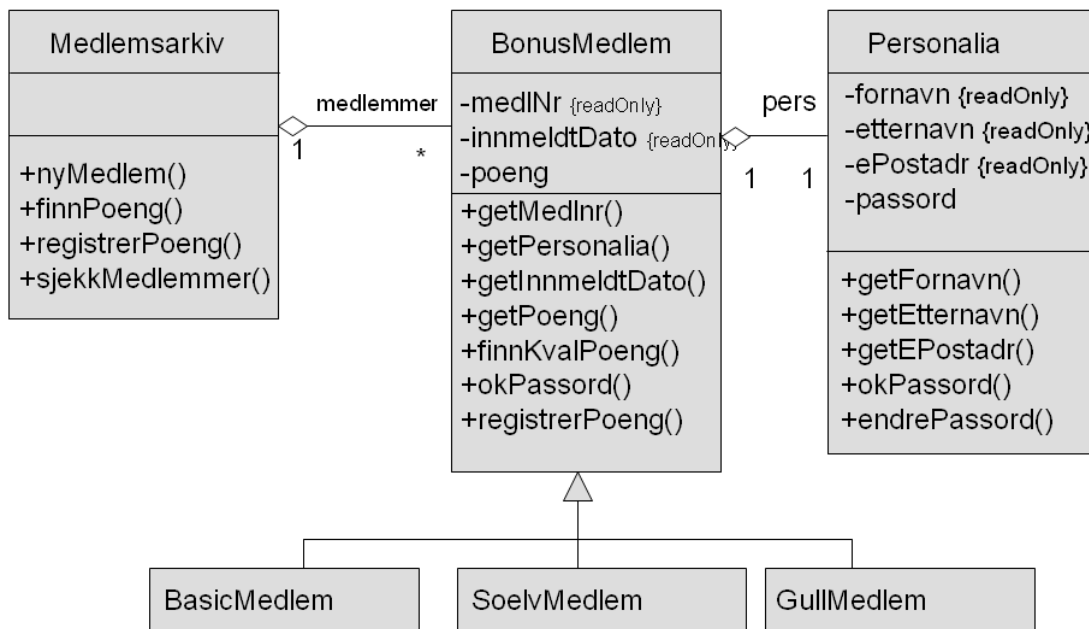 Medlemsarkiv
+nyMedlem()
+finnPoeng()
+registrerPoeng()
+sjekkMedlemmer()
medlemmer
1
*
BonusMedlem
-medlNr {readOnly}
-innmeldtDato {readOnly}
-poeng
+getMedlnr()
+getPersonalia()
+getInnmeldtDato()
+getPoeng()
+finnKvalPoeng()
+okPassord()
+registrerPoeng()
pers
1
1
Personalia
-fornavn {readOnly}
-etternavn {readOnly}
-ePostadr {readOnly}
-passord
+getFornavn()
+getEtternavn()
+getEPostadr()
+okPassord()
+endrePassord()
BasicMedlem
SoelvMedlem
GullMedlem